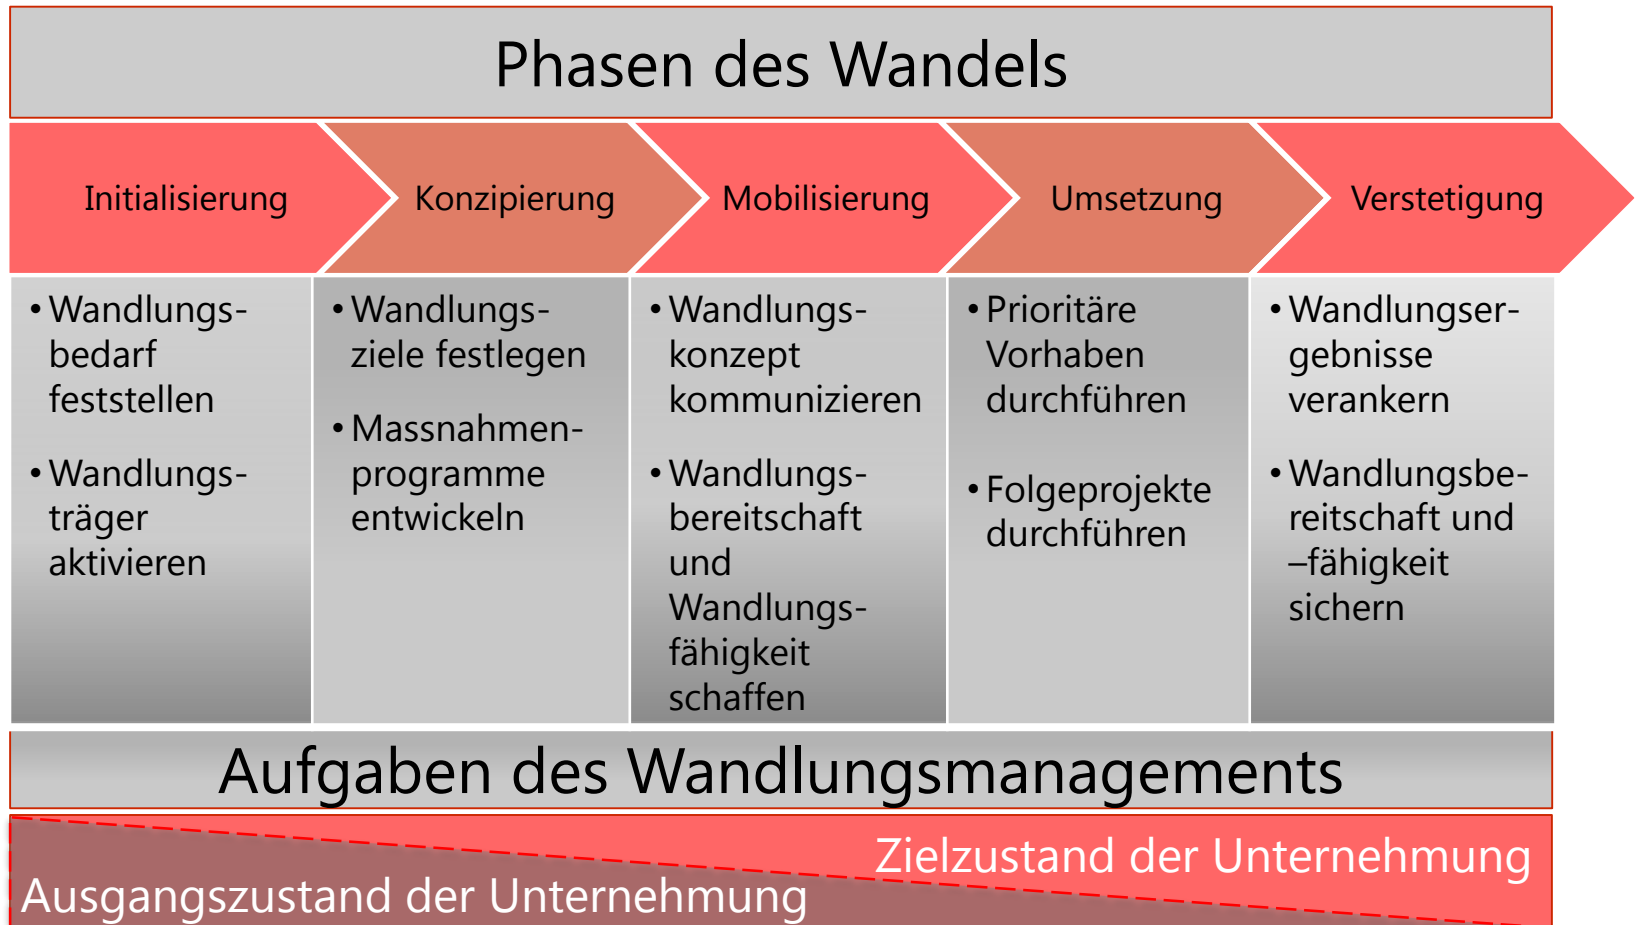 Phasen des Wandels
Initialisierung
Konzipierung
Mobilisierung
Umsetzung
Verstetigung
• Wandlungs-
bedarf
feststellen
• Wandlungs-
träger
aktivieren
• Wandlungs-
ziele festlegen
• Massnahmen-
programme
entwickeln
• Wandlungs-
konzept
kommunizieren
• Wandlungs-
bereitschaft
und
Wandlungs-
fähigkeit
schaffen
• Prioritäre
Vorhaben
durchführen
• Folgeprojekte
durchführen
• Wandlungser-
gebnisse
verankern
• Wandlungsbe-
reitschaft und
–fähigkeit
sichern
Aufgaben des Wandlungsmanagements
Zielzustand der Unternehmung
Ausgangszustand der Unternehmung